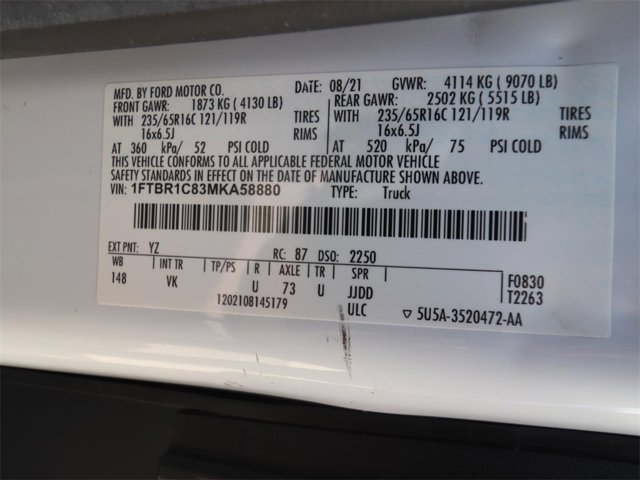 MFD. BY FORD MOTOR CO. DATE: 08/21 GVWR: 4114 KG ( 9070 LB)
FRONT GAWR: 1873 KG ( 4130 LB) REAR GAWR: 2502 KG ( 5515 LB)
WITH 235/65R16C 121/119R TIRES WITH 235/65R16C 121/119R TIRES
16x6.5J RIMS 16x6.5J RIMS
AT 360 kPa/ 52 PSI COLD AT 520 kPa/ 75 PSI COLD
THIS VEHICLE CONFORMS TO ALL APPLICABLE FEDERAL MOTOR VEHICLE
SAFETY STANDARDS IN EFFECT ON THE DATE OF MANUFACTURE SHOWN ABOVE.
VIN: 1FTBR1C83MKA58880 TYPE: Truck
EXT PNT: YZ RC: 87 DSO: 2250
WB INT TR TP/PS R AXLE TR SPR F0830
148 VK U 73 U JJDD T2263
1202108145179 ULC ▽ 5U5A-3520472-AA